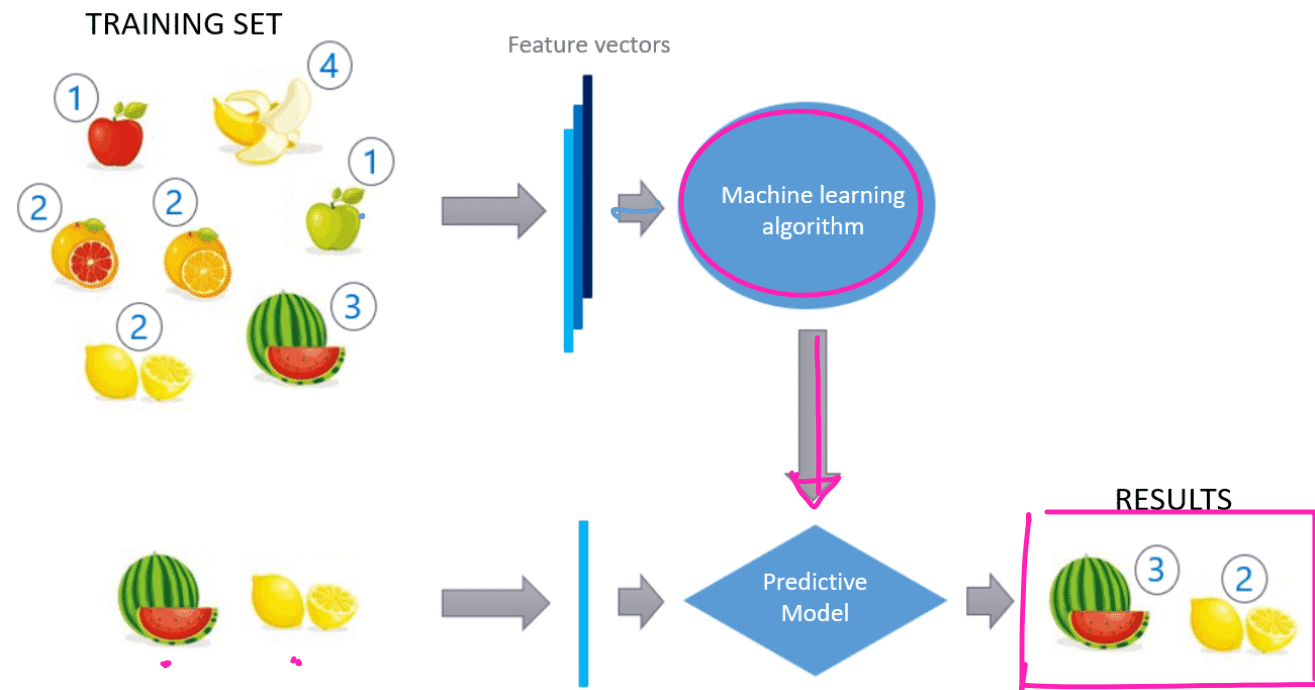 TRAINING SET
Feature vectors
4
1
1
2
2
3
2
Machine learning
algorithm
RESULTS
Predictive
Model
3
2